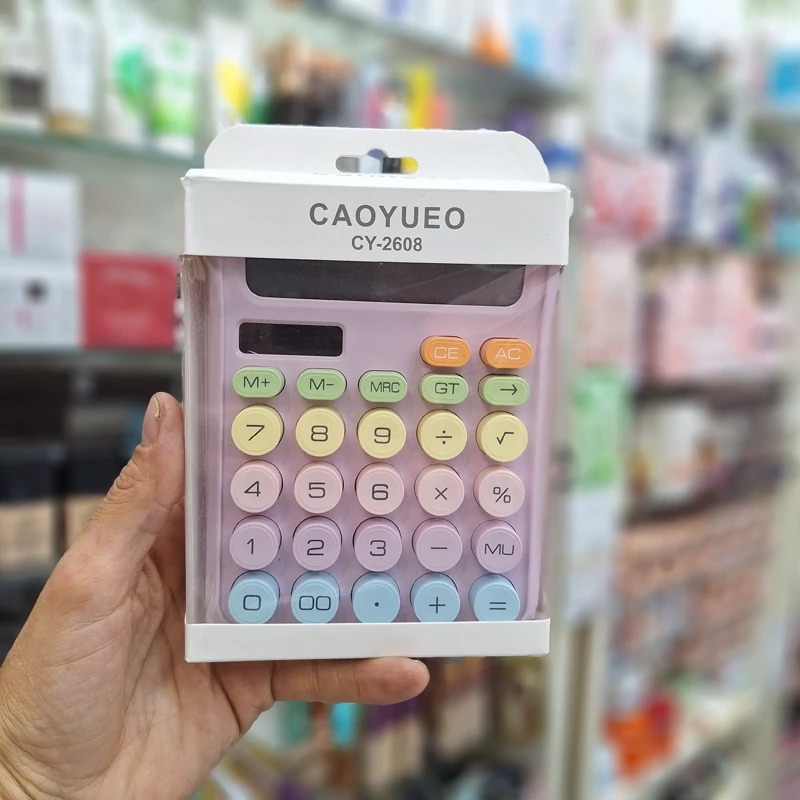 CAOYUEO
CY-2608
CE AC
M+ M- MRC GT →
7 8 9 ÷ √
4 5 6 × %
1 2 3 − MU
0 00 · + =